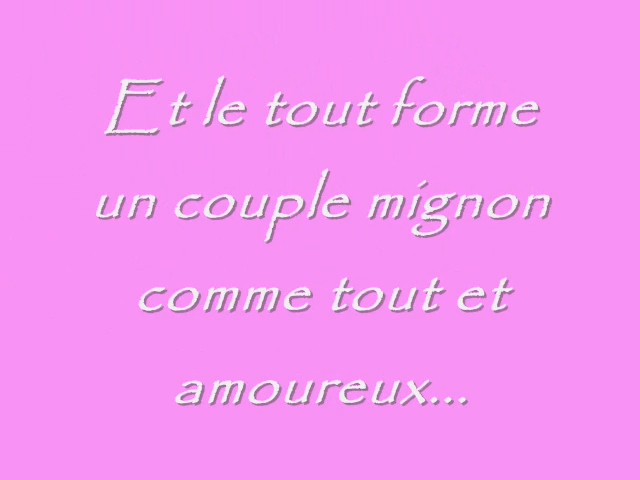 Et le tout forme
un couple mignon
comme tout et
amoureux...